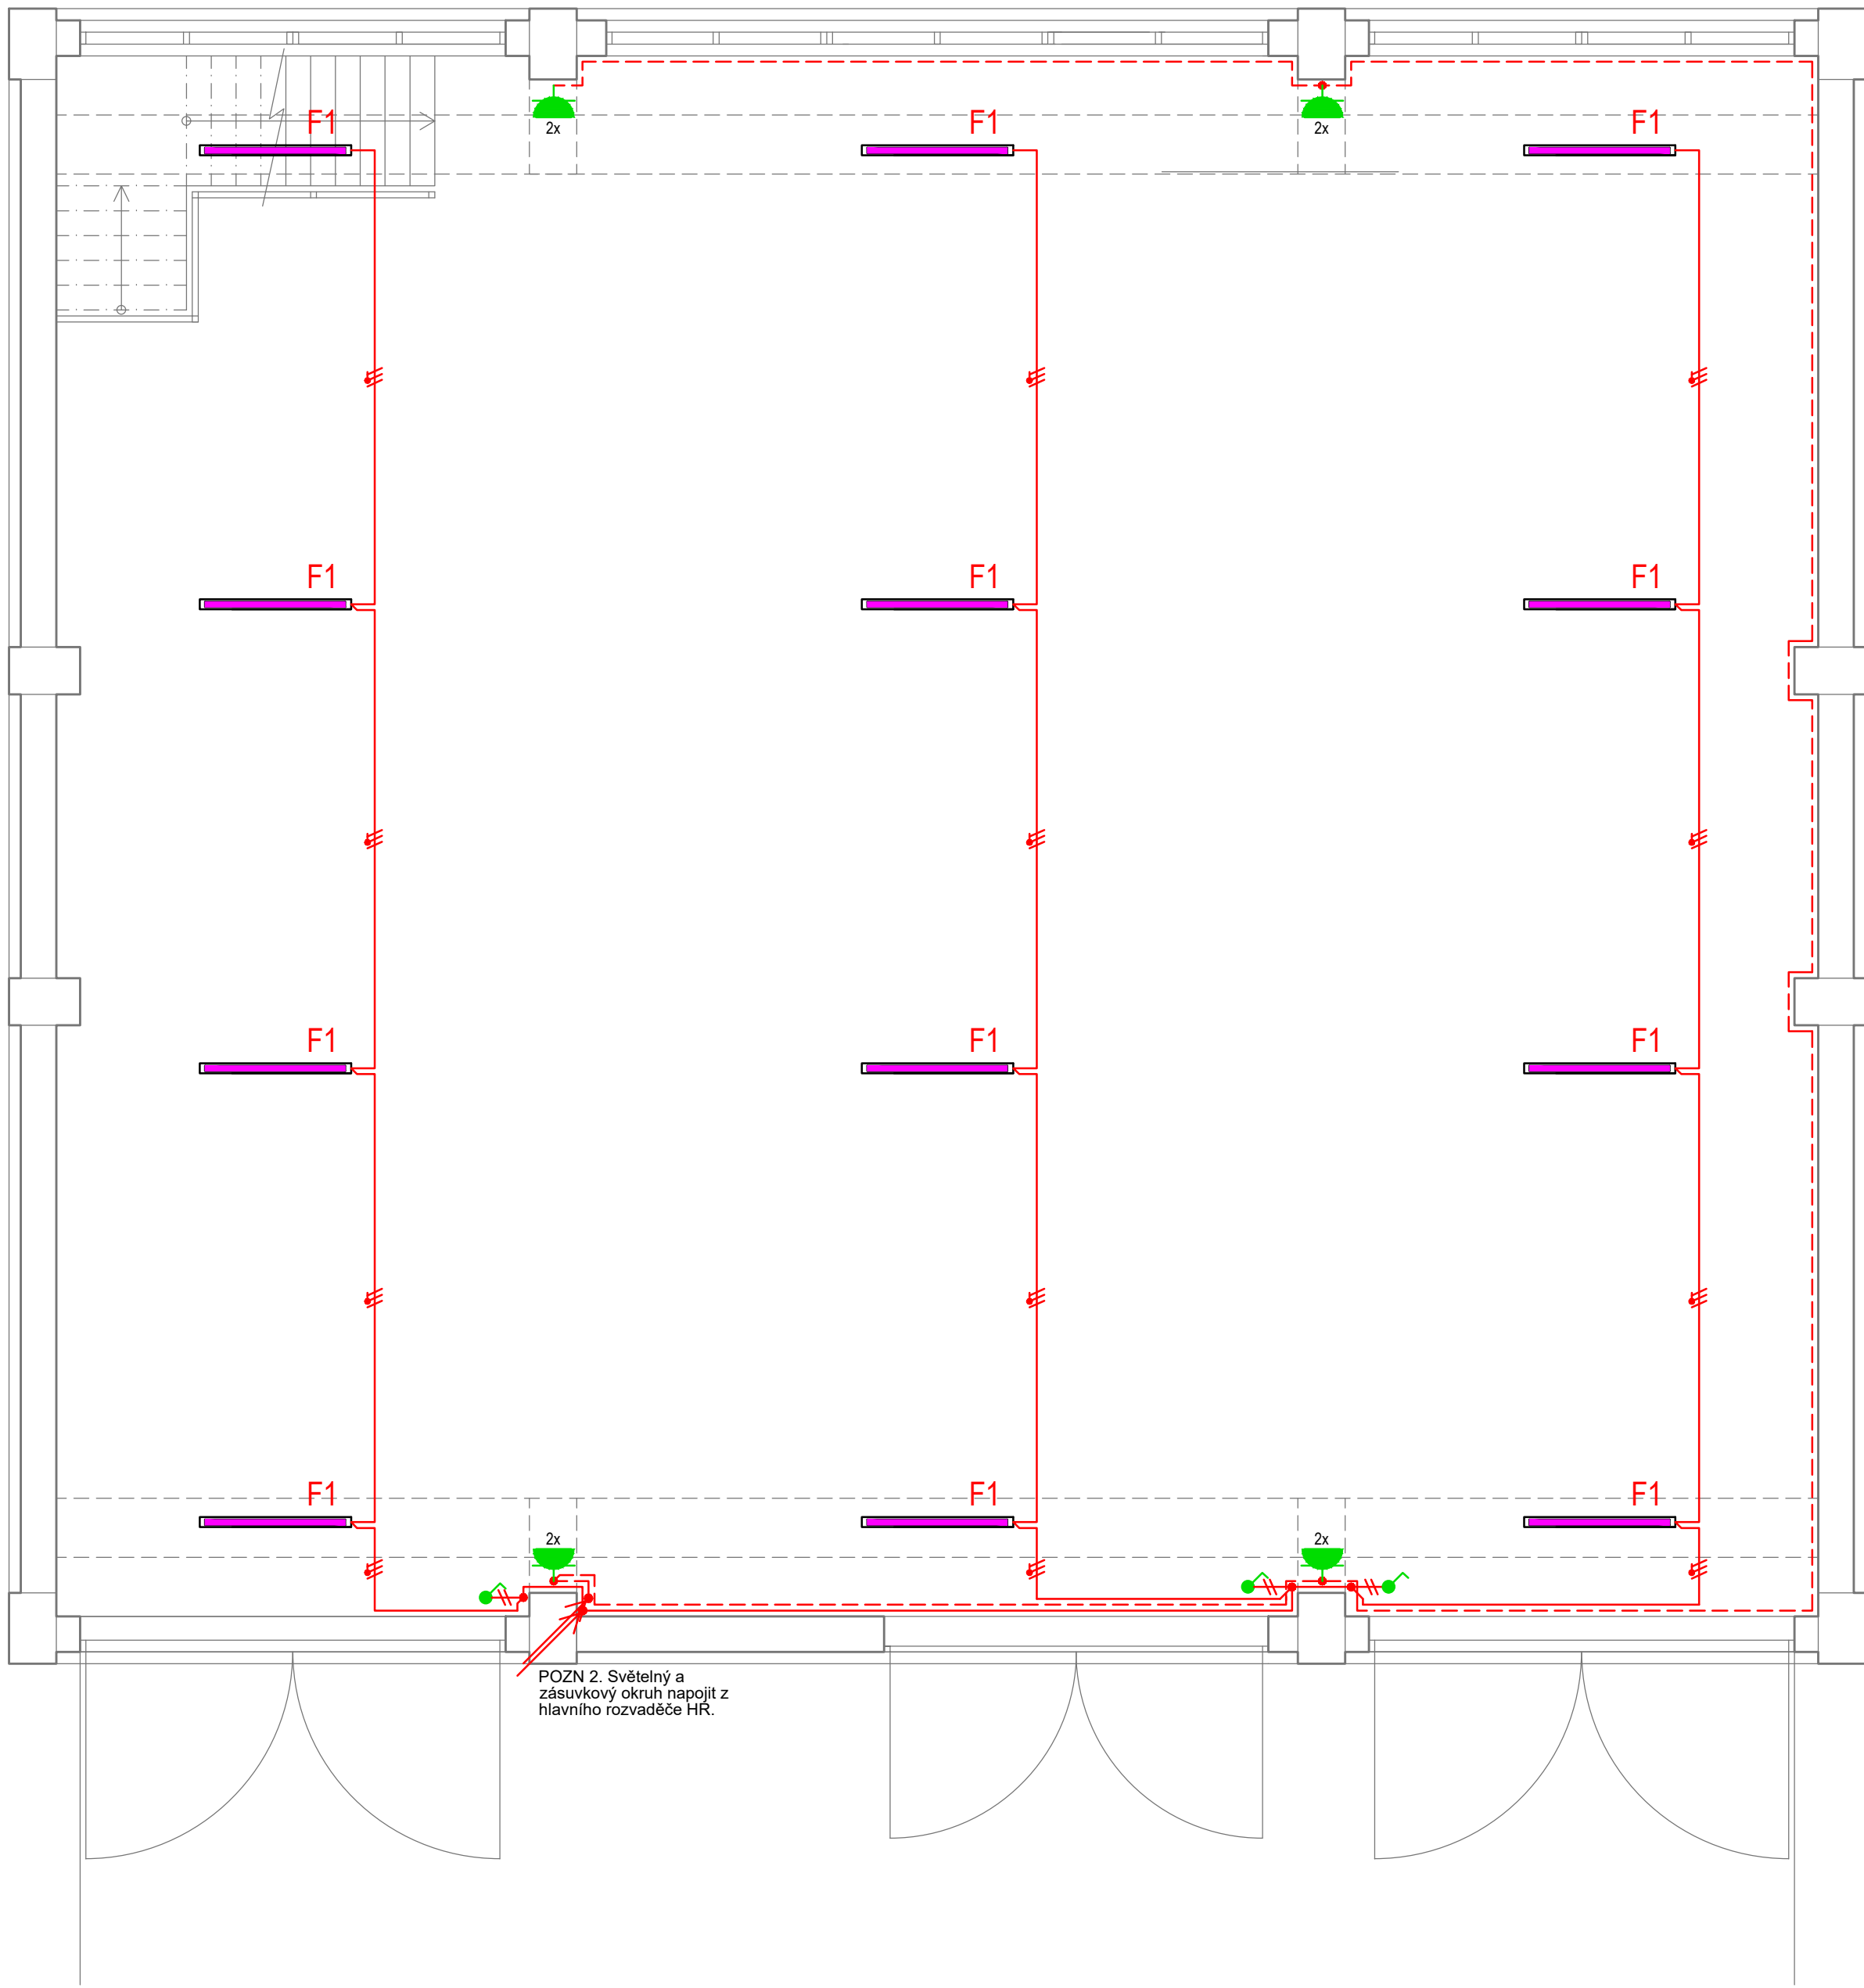 F1 F1 F1
2x 2x
F1 F1 F1
F1 F1 F1
F1 F1 F1
2x 2x
POZN 2. Světelný a
zásuvkový okruh napojit z
hlavního rozvaděče HR.